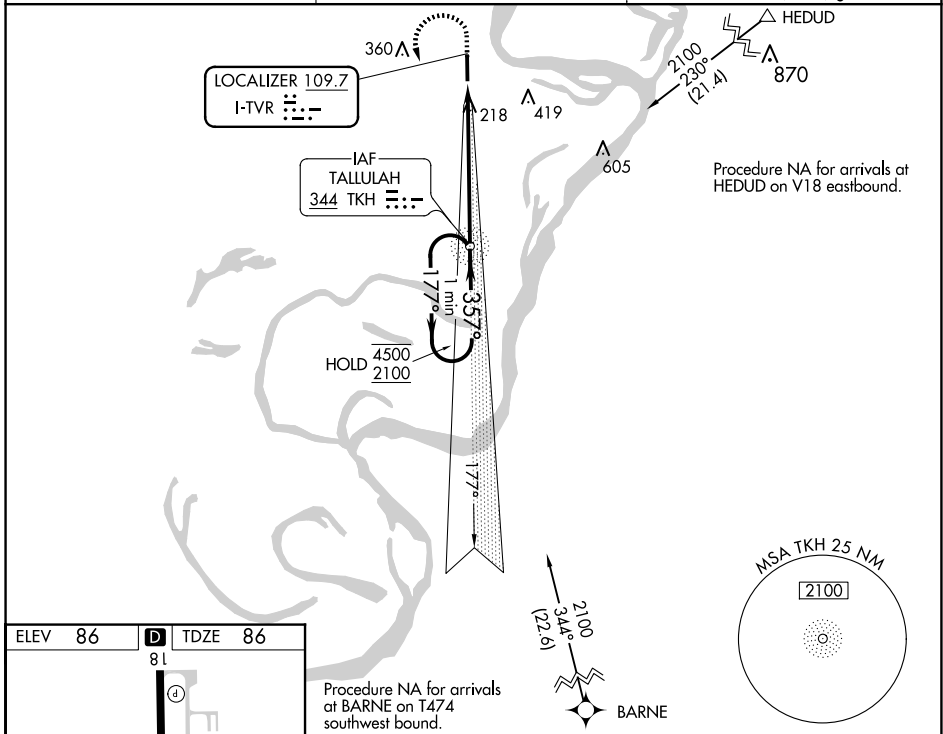 HEDUD
2100
230°
(21.4)
870
360
LOCALIZER 109.7
I-TVR
218
419
605
IAF
TALLULAH
344 TKH
Procedure NA for arrivals at
HEDUD on V18 eastbound.
1 min
177°
357°
HOLD
4500
2100
177°
MSA TKH 25 NM
2100
2100
344°
(22.6)
BARNE
Procedure NA for arrivals
at BARNE on T474
southwest bound.
ELEV 86
D
TDZE 86
18
P